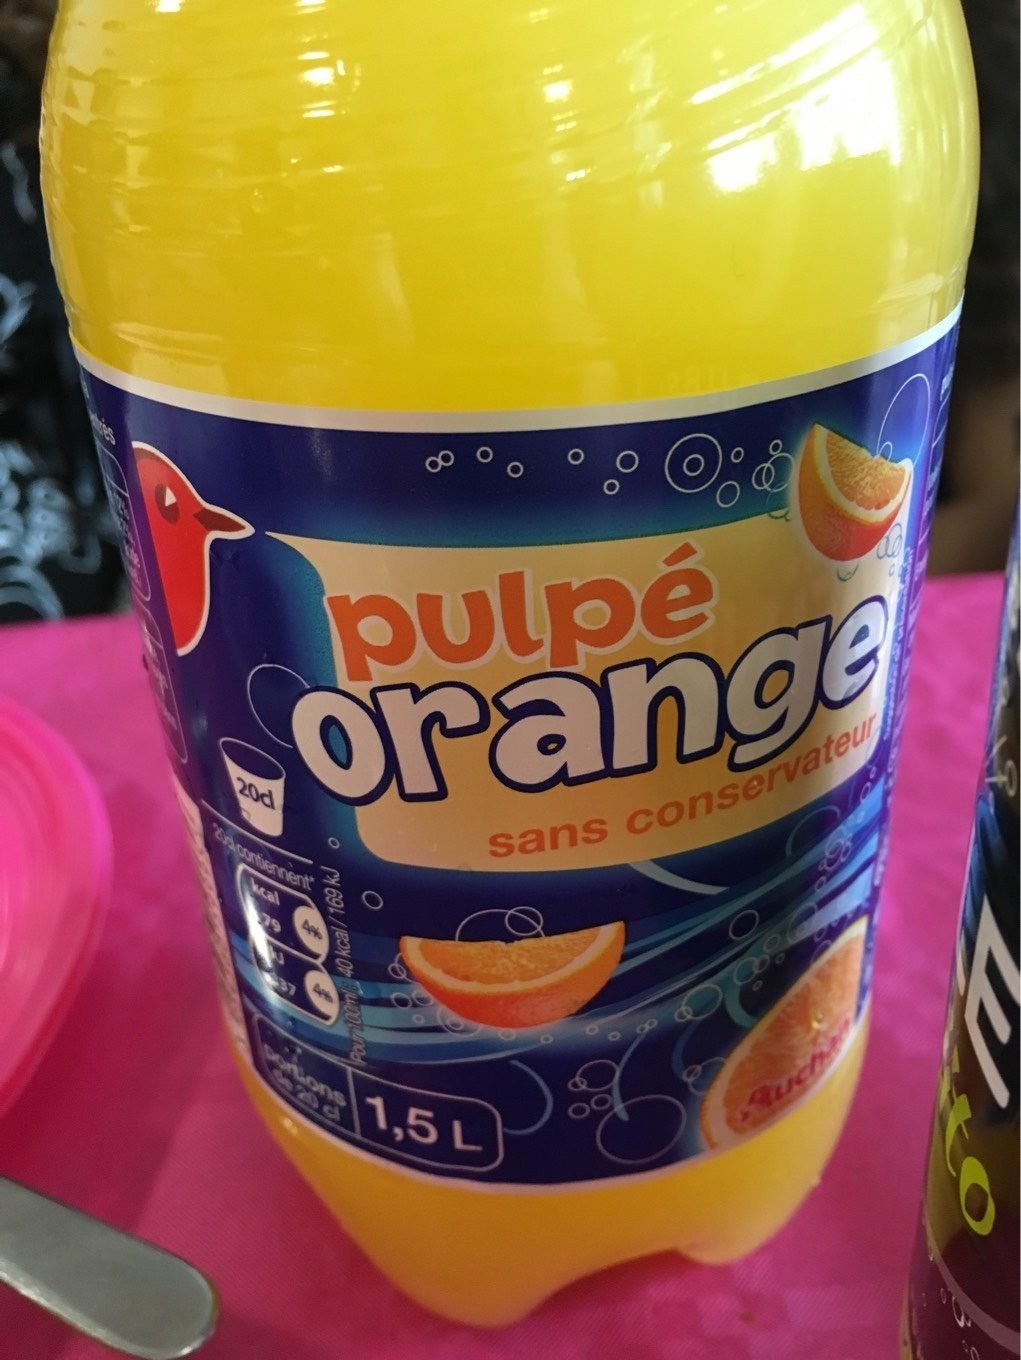 pulpé
orange
sans conservateur
20cl
20cl contiennent*
kcal
79
4%
4%
Pour 100ml : 40 kcal / 169 kJ
portions
de 20 cl
1,5 L
Auchan